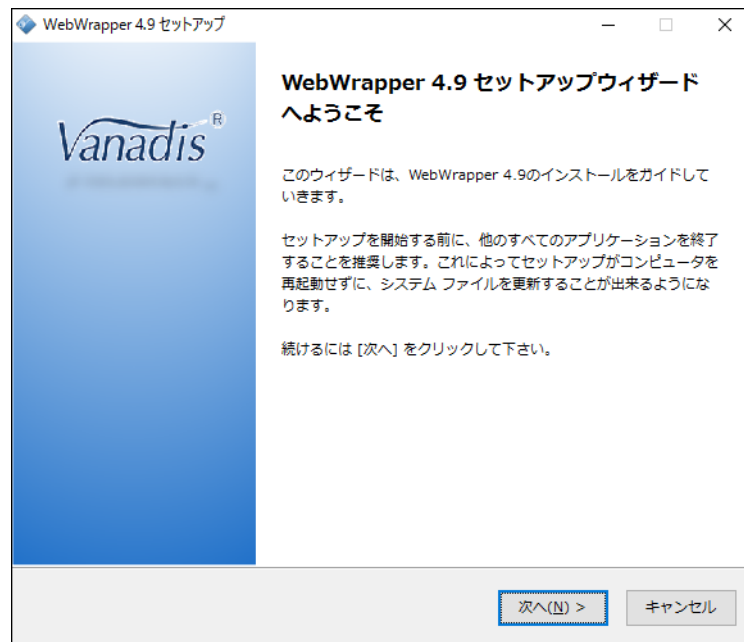 WebWrapper 4.9 セットアップ
Vanadis®
WebWrapper 4.9 セットアップウィザード
へようこそ
このウィザードは、WebWrapper 4.9のインストールをガイドして
いきます。
セットアップを開始する前に、他のすべてのアプリケーションを終了
することを推奨します。これによってセットアップがコンピュータを
再起動せずに、システム ファイルを更新することが出来るようにな
ります。
続けるには [次へ] をクリックして下さい。
次へ(N) >
キャンセル